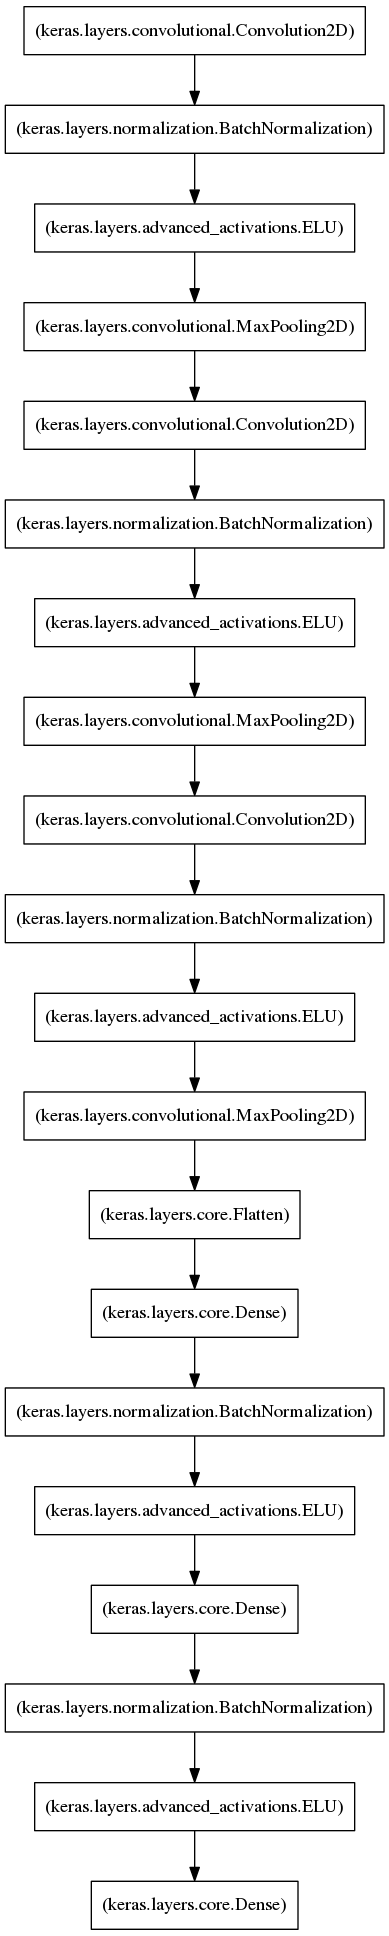 (keras.layers.convolutional.Convolution2D)
(keras.layers.normalization.BatchNormalization)
(keras.layers.advanced_activations.ELU)
(keras.layers.convolutional.MaxPooling2D)
(keras.layers.convolutional.Convolution2D)
(keras.layers.normalization.BatchNormalization)
(keras.layers.advanced_activations.ELU)
(keras.layers.convolutional.MaxPooling2D)
(keras.layers.convolutional.Convolution2D)
(keras.layers.normalization.BatchNormalization)
(keras.layers.advanced_activations.ELU)
(keras.layers.convolutional.MaxPooling2D)
(keras.layers.core.Flatten)
(keras.layers.core.Dense)
(keras.layers.normalization.BatchNormalization)
(keras.layers.advanced_activations.ELU)
(keras.layers.core.Dense)
(keras.layers.normalization.BatchNormalization)
(keras.layers.advanced_activations.ELU)
(keras.layers.core.Dense)